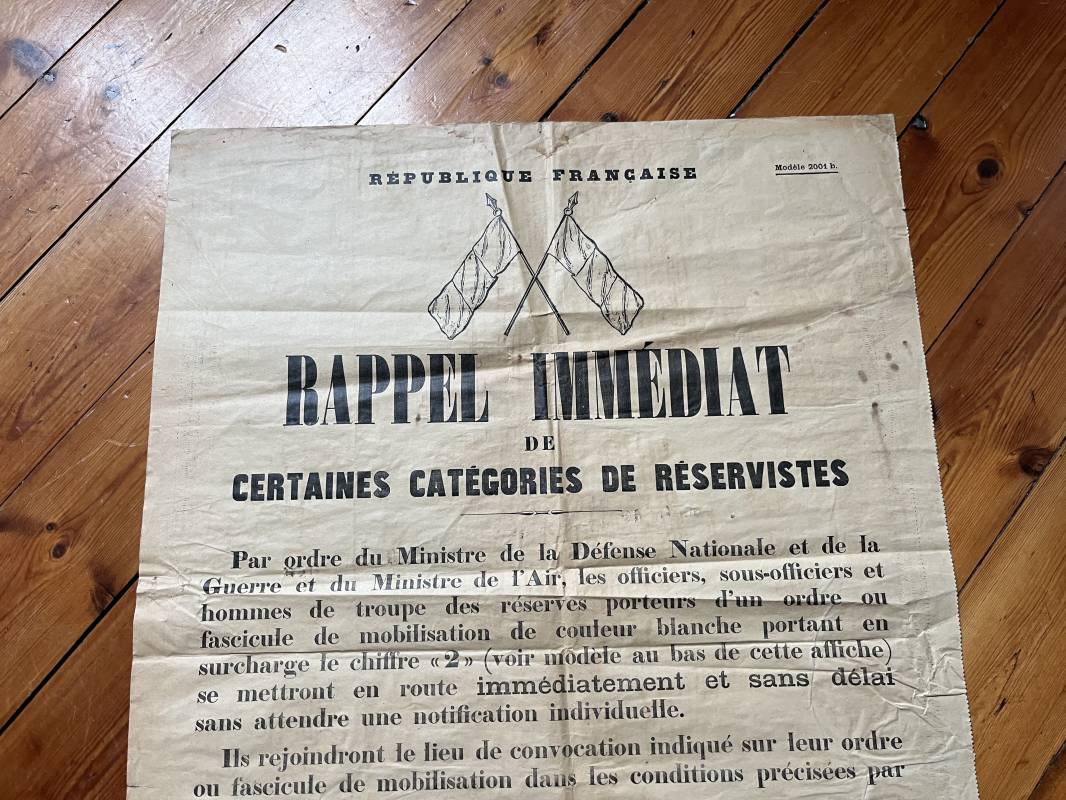 RÉPUBLIQUE FRANÇAISE
Modèle 2001 b.
RAPPEL IMMÉDIAT
DE
CERTAINES CATÉGORIES DE RÉSERVISTES
Par ordre du Ministre de la Défense Nationale et de la
Guerre et du Ministre de l'Air, les officiers, sous-officiers et
hommes de troupe des réserves porteurs d'un ordre ou
fascicule de mobilisation de couleur blanche portant en
surcharge le chiffre «2» (voir modèle au bas de cette affiche)
se mettront en route immédiatement et sans délai
sans attendre une notification individuelle.
Ils rejoindront le lieu de convocation indiqué sur leur ordre
ou fascicule de mobilisation dans les conditions précisées par